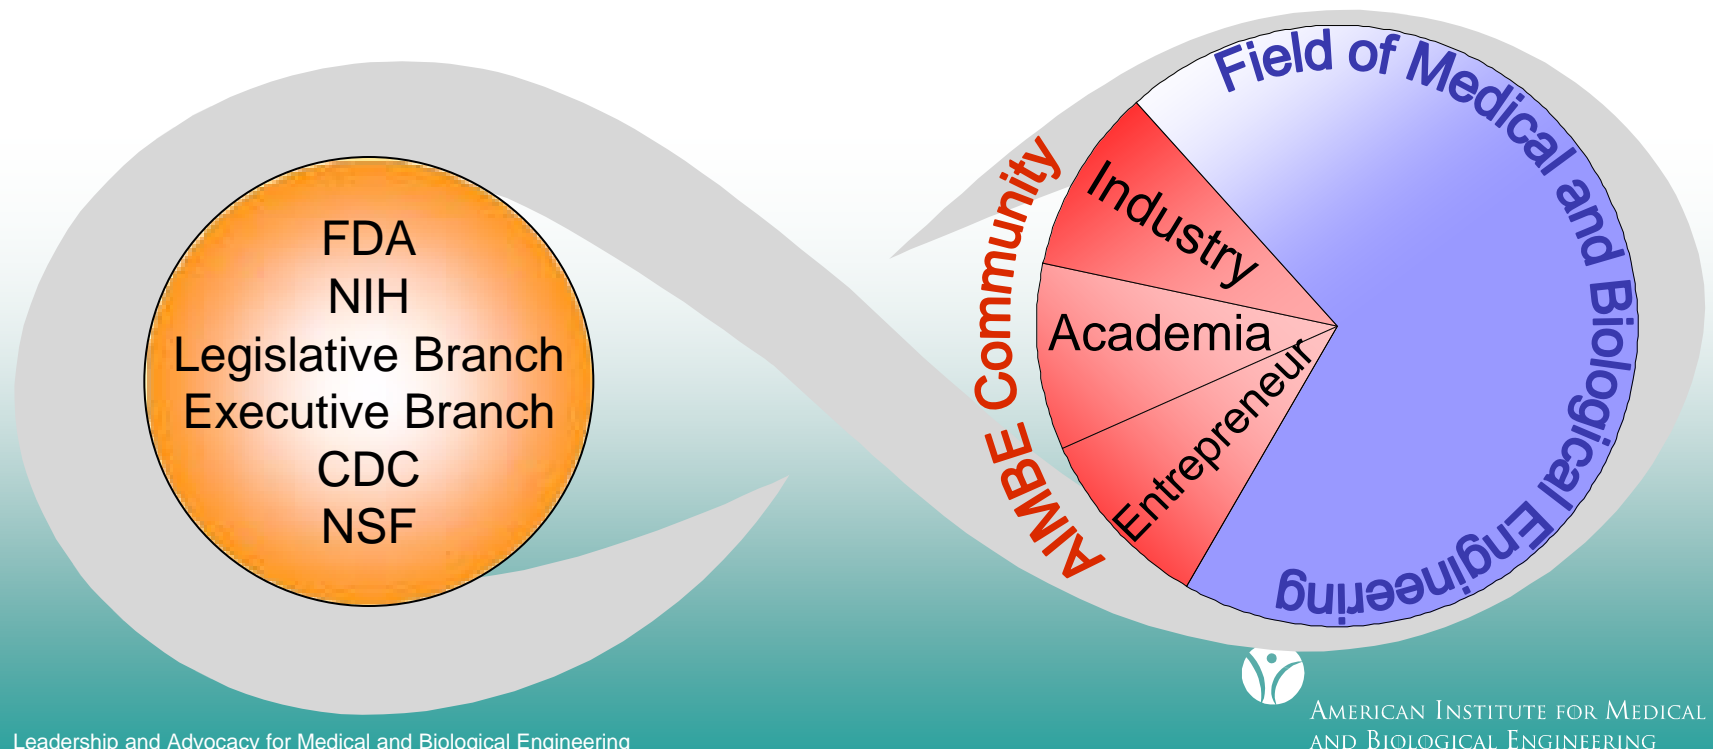 FDA
NIH
Legislative Branch
Executive Branch
CDC
NSF
AIMBE Community
Industry
Academia
Entrepreneur
Field of Medical and Biological Engineering
AMERICAN INSTITUTE FOR MEDICAL
AND BIOLOGICAL ENGINEERING
Leadership and Advocacy for Medical and Biological Engineering